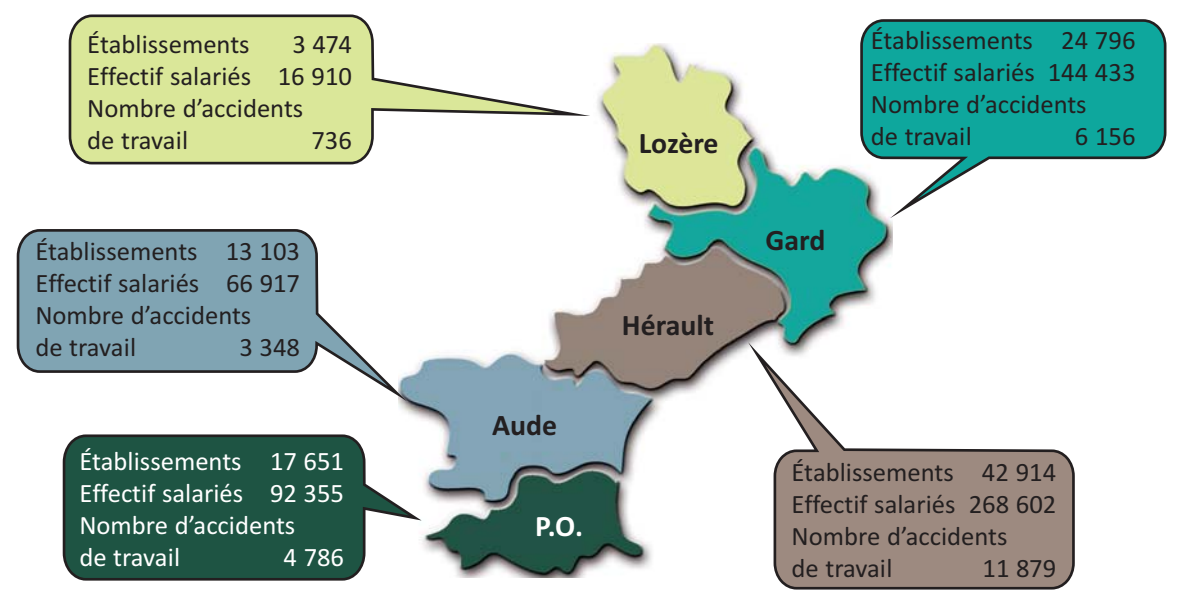 Établissements 3 474
Effectif salariés 16 910
Nombre d’accidents
de travail 736
Établissements 24 796
Effectif salariés 144 433
Nombre d’accidents
de travail 6 156
Lozère
Gard
Établissements 13 103
Effectif salariés 66 917
Nombre d’accidents
de travail 3 348
Hérault
Aude
Établissements 17 651
Effectif salariés 92 355
Nombre d’accidents
de travail 4 786
P.O.
Établissements 42 914
Effectif salariés 268 602
Nombre d’accidents
de travail 11 879